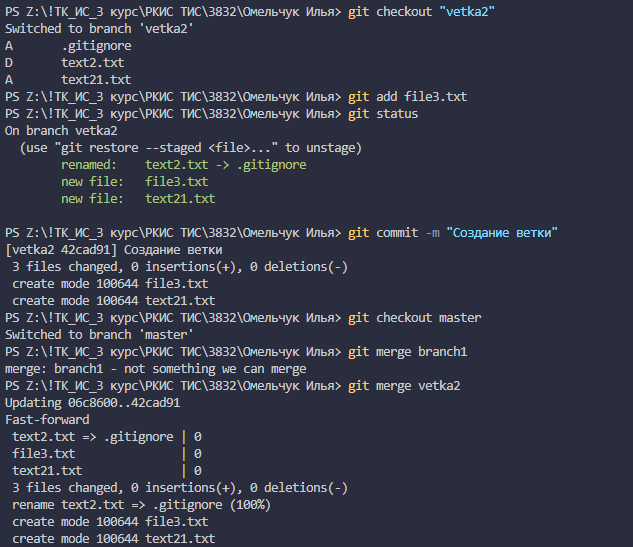 PS Z:\!ТК_ИС_3 курс\РКИС ТИС\3832\Омельчук Илья> git checkout "vetka2"
Switched to branch 'vetka2'
A       .gitignore
D       text2.txt
A       text21.txt
PS Z:\!ТК_ИС_3 курс\РКИС ТИС\3832\Омельчук Илья> git add file3.txt
PS Z:\!ТК_ИС_3 курс\РКИС ТИС\3832\Омельчук Илья> git status
On branch vetka2
  (use "git restore --staged <file>..." to unstage)
        renamed:    text2.txt -> .gitignore
        new file:   file3.txt
        new file:   text21.txt
PS Z:\!ТК_ИС_3 курс\РКИС ТИС\3832\Омельчук Илья> git commit -m "Создание ветки"
[vetka2 42cad91] Создание ветки
 3 files changed, 0 insertions(+), 0 deletions(-)
 create mode 100644 file3.txt
 create mode 100644 text21.txt
PS Z:\!ТК_ИС_3 курс\РКИС ТИС\3832\Омельчук Илья> git checkout master
Switched to branch 'master'
PS Z:\!ТК_ИС_3 курс\РКИС ТИС\3832\Омельчук Илья> git merge branch1
merge: branch1 - not something we can merge
PS Z:\!ТК_ИС_3 курс\РКИС ТИС\3832\Омельчук Илья> git merge vetka2
Updating 06c8600..42cad91
Fast-forward
 text2.txt => .gitignore | 0
 file3.txt               | 0
 text21.txt              | 0
 3 files changed, 0 insertions(+), 0 deletions(-)
 rename text2.txt => .gitignore (100%)
 create mode 100644 file3.txt
 create mode 100644 text21.txt